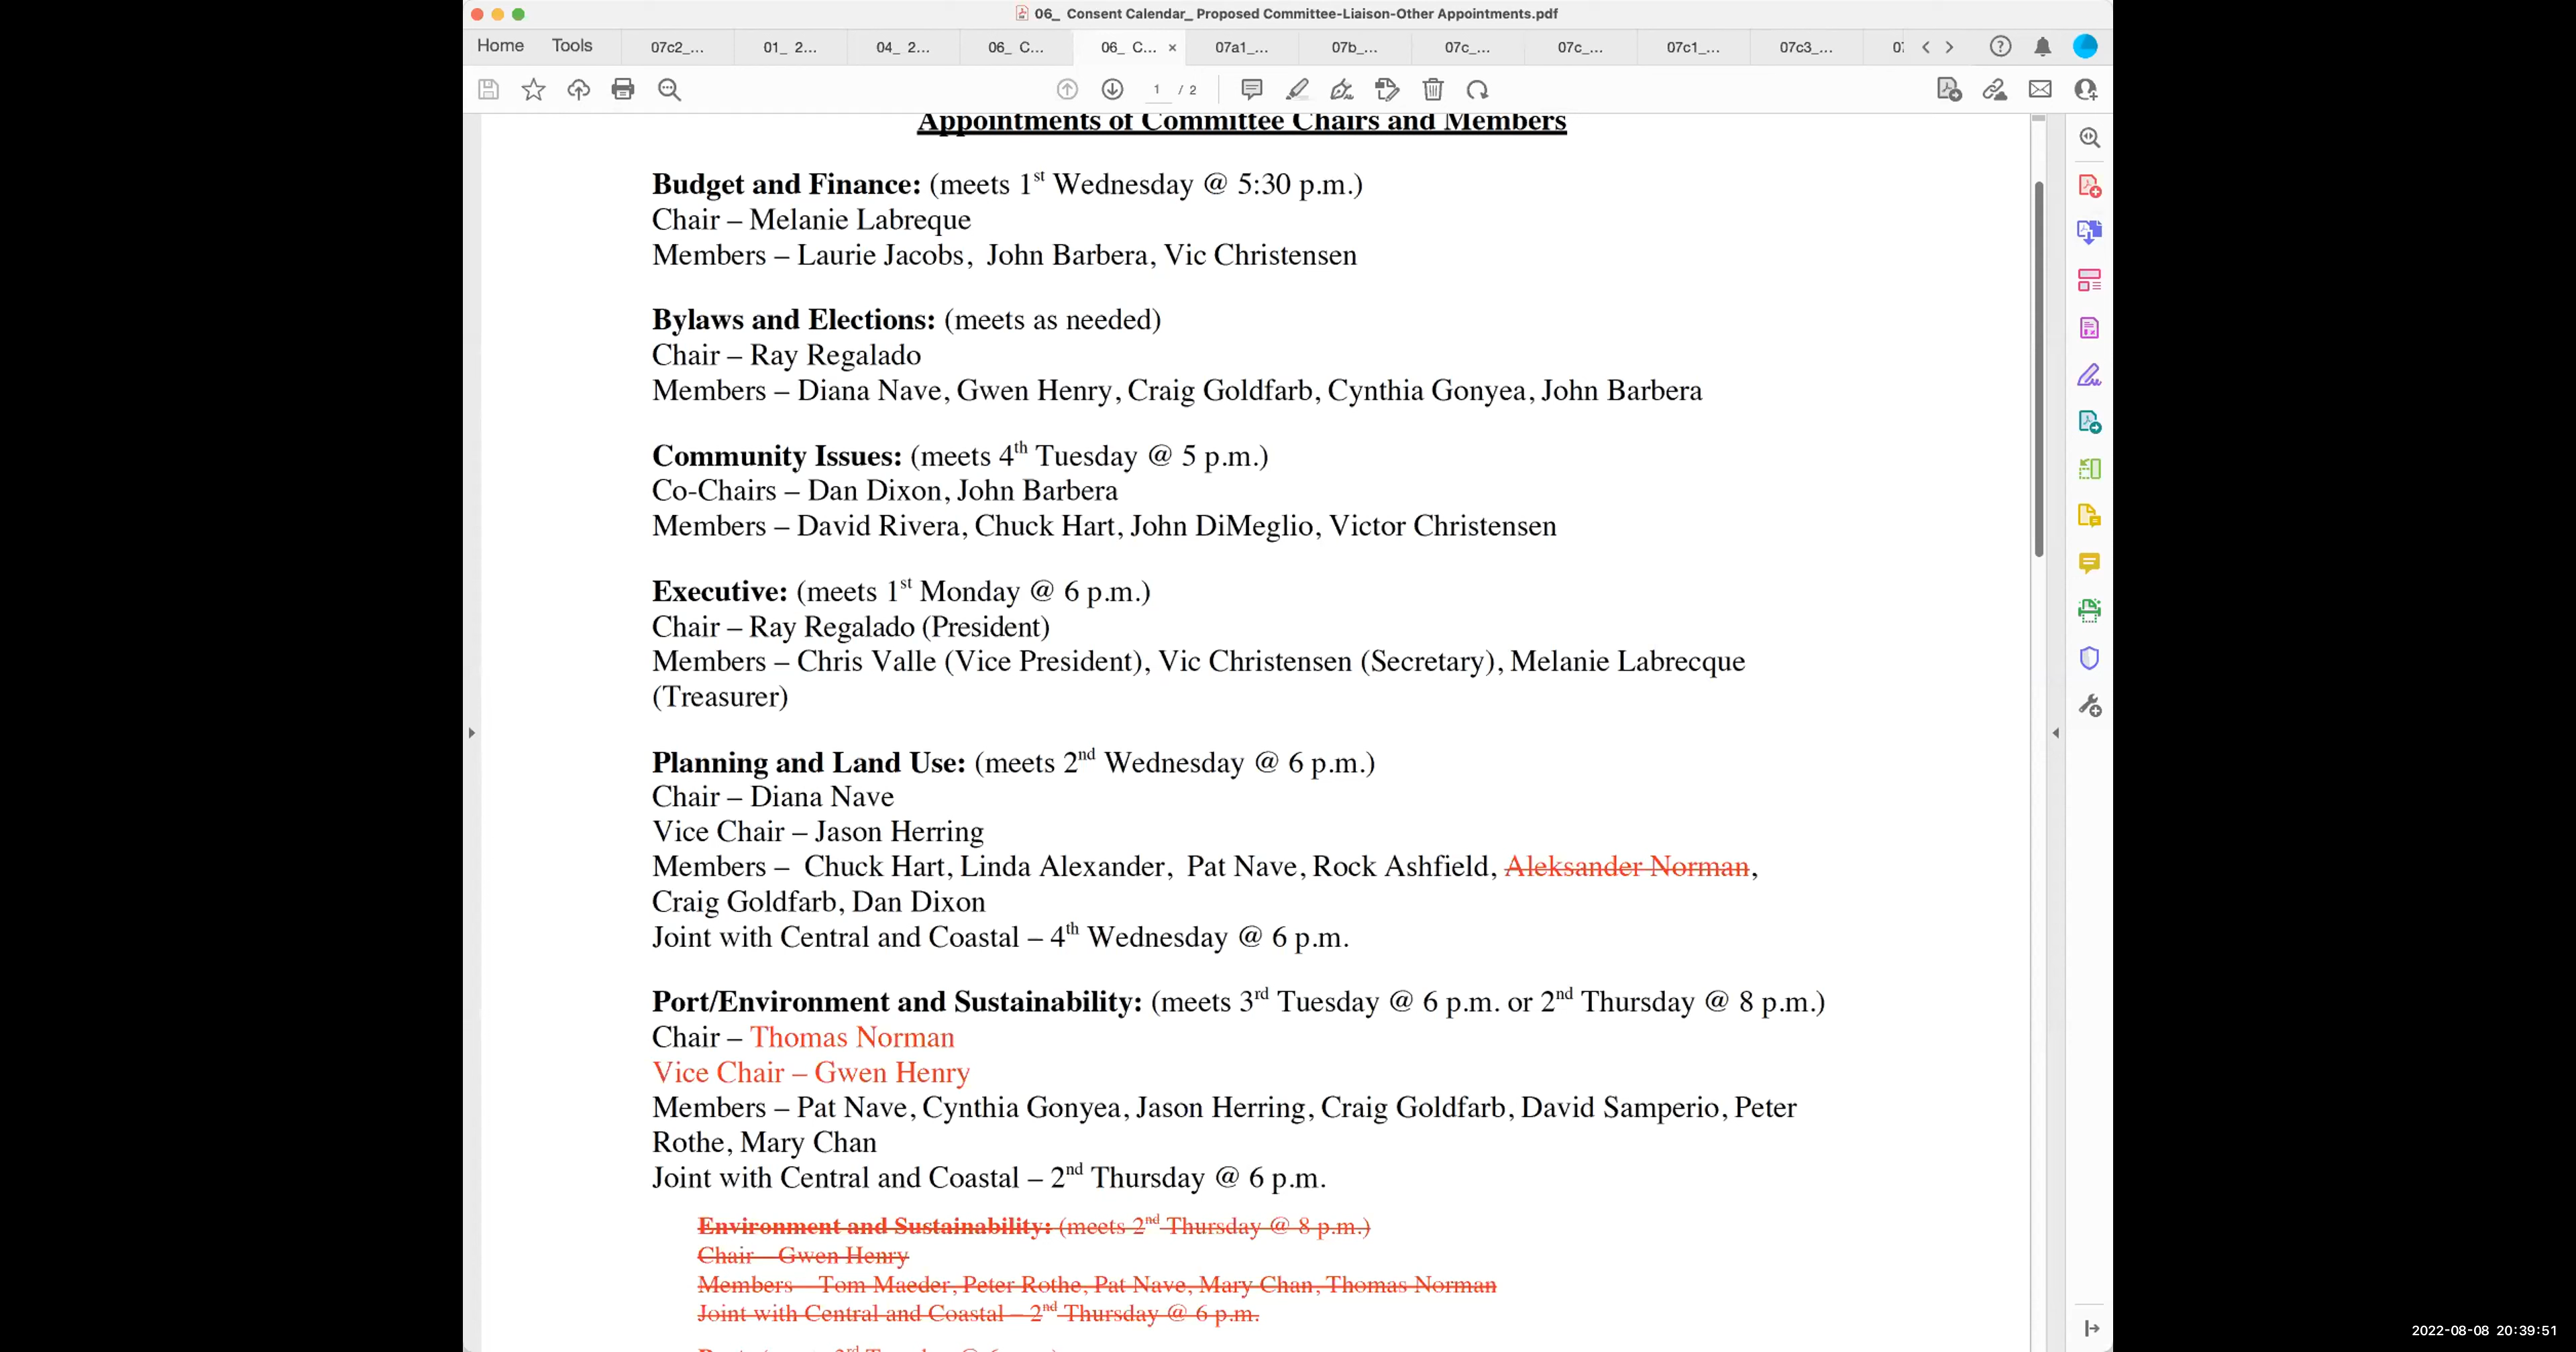 06_ Consent Calendar_ Proposed Committee-Liaison-Other Appointments.pdf
Home Tools 07c2_... 01_ 2... 04_ 2... 06_ C... 06_ C... × 07a1_... 07b_... 07c_... 07c_... 07c1_... 07c3_...
1 / 2
Appointments of Committee Chairs and Members
Budget and Finance: (meets 1st Wednesday @ 5:30 p.m.)
Chair – Melanie Labreque
Members – Laurie Jacobs, John Barbera, Vic Christensen
Bylaws and Elections: (meets as needed)
Chair – Ray Regalado
Members – Diana Nave, Gwen Henry, Craig Goldfarb, Cynthia Gonyea, John Barbera
Community Issues: (meets 4th Tuesday @ 5 p.m.)
Co-Chairs – Dan Dixon, John Barbera
Members – David Rivera, Chuck Hart, John DiMeglio, Victor Christensen
Executive: (meets 1st Monday @ 6 p.m.)
Chair – Ray Regalado (President)
Members – Chris Valle (Vice President), Vic Christensen (Secretary), Melanie Labrecque
(Treasurer)
Planning and Land Use: (meets 2nd Wednesday @ 6 p.m.)
Chair – Diana Nave
Vice Chair – Jason Herring
Members – Chuck Hart, Linda Alexander, Pat Nave, Rock Ashfield, Aleksander Norman,
Craig Goldfarb, Dan Dixon
Joint with Central and Coastal – 4th Wednesday @ 6 p.m.
Port/Environment and Sustainability: (meets 3rd Tuesday @ 6 p.m. or 2nd Thursday @ 8 p.m.)
Chair – Thomas Norman
Vice Chair – Gwen Henry
Members – Pat Nave, Cynthia Gonyea, Jason Herring, Craig Goldfarb, David Samperio, Peter
Rothe, Mary Chan
Joint with Central and Coastal – 2nd Thursday @ 6 p.m.
Environment and Sustainability: (meets 2nd Thursday @ 8 p.m.)
Chair – Gwen Henry
Members – Tom Maeder, Peter Rothe, Pat Nave, Mary Chan, Thomas Norman
Joint with Central and Coastal – 2nd Thursday @ 6 p.m.
2022-08-08 20:39:51